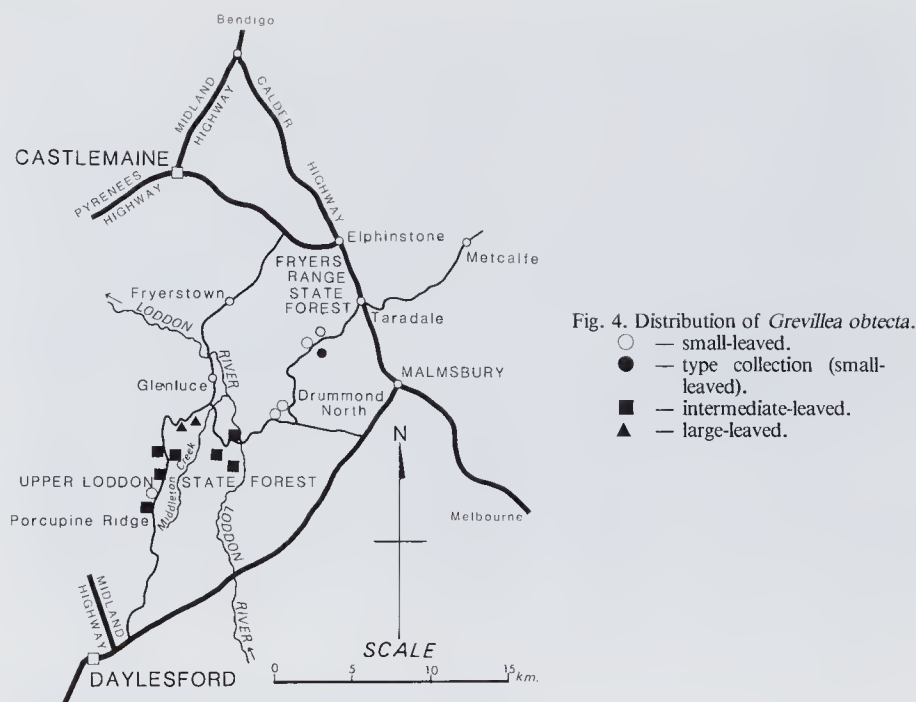 Bendigo
MIDLAND
HIGHWAY
CALDER
HIGHWAY
CASTLEMAINE
PYRENEES
HIGHWAY
Elphinstone
Metcalfe
FRYERS
RANGE
STATE
FOREST
Fryerstown
Taradale
LODDON
RIVER
Glenluce
MALMSBURY
Drummond
North
N
UPPER LODDON STATE FOREST
Middleton Creek
Porcupine Ridge
LODDON
RIVER
Melbourne
MIDLAND
HIGHWAY
DAYLESFORD
SCALE
0 5 10 15
km.
Fig. 4. Distribution of Grevillea obtecta.
○ — small-leaved.
● — type collection (small-
leaved).
■ — intermediate-leaved.
▲ — large-leaved.